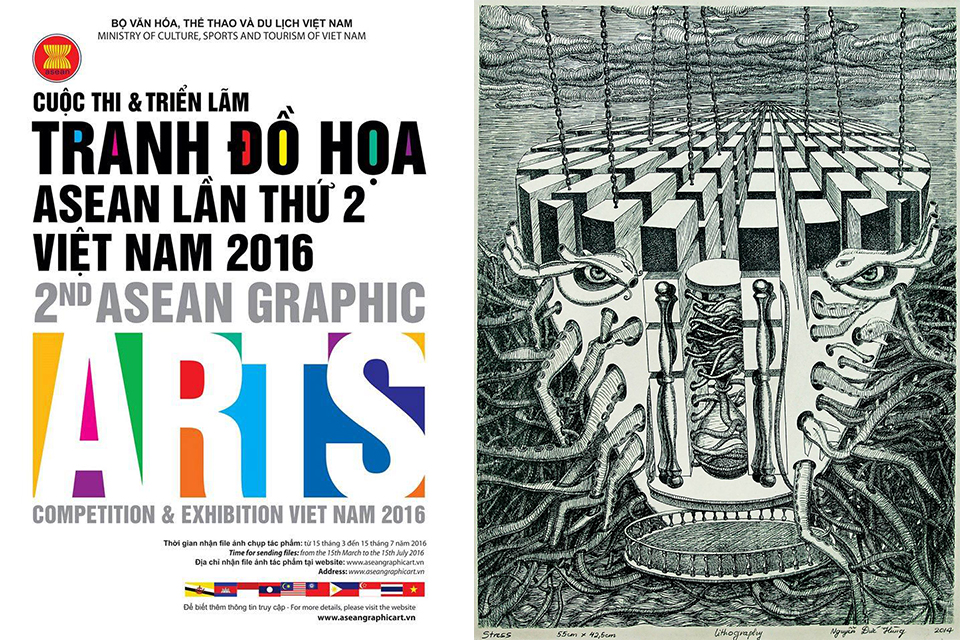 BỘ VĂN HÓA, THỂ THAO VÀ DU LỊCH VIỆT NAM
MINISTRY OF CULTURE, SPORTS AND TOURISM OF VIET NAM
asean
CUỘC THI & TRIỂN LÃM
TRANH ĐỒ HỌA
ASEAN LẦN THỨ 2
VIỆT NAM 2016
2ND ASEAN GRAPHIC
ARTS
COMPETITION & EXHIBITION VIET NAM 2016
Thời gian nhận file ảnh chụp tác phẩm: từ 15 tháng 3 đến 15 tháng 7 năm 2016
Time for sending files: from the 15th March to the 15th July 2016
Địa chỉ nhận file ảnh tác phẩm tại website: www.aseangraphicart.vn
Address: www.aseangraphicart.vn
Để biết thêm thông tin truy cập - For more details, please visit the website
www.aseangraphicart.vn
Stress 55cm x 42,5cm Lithography Nguyễn Đức Hùng 2014